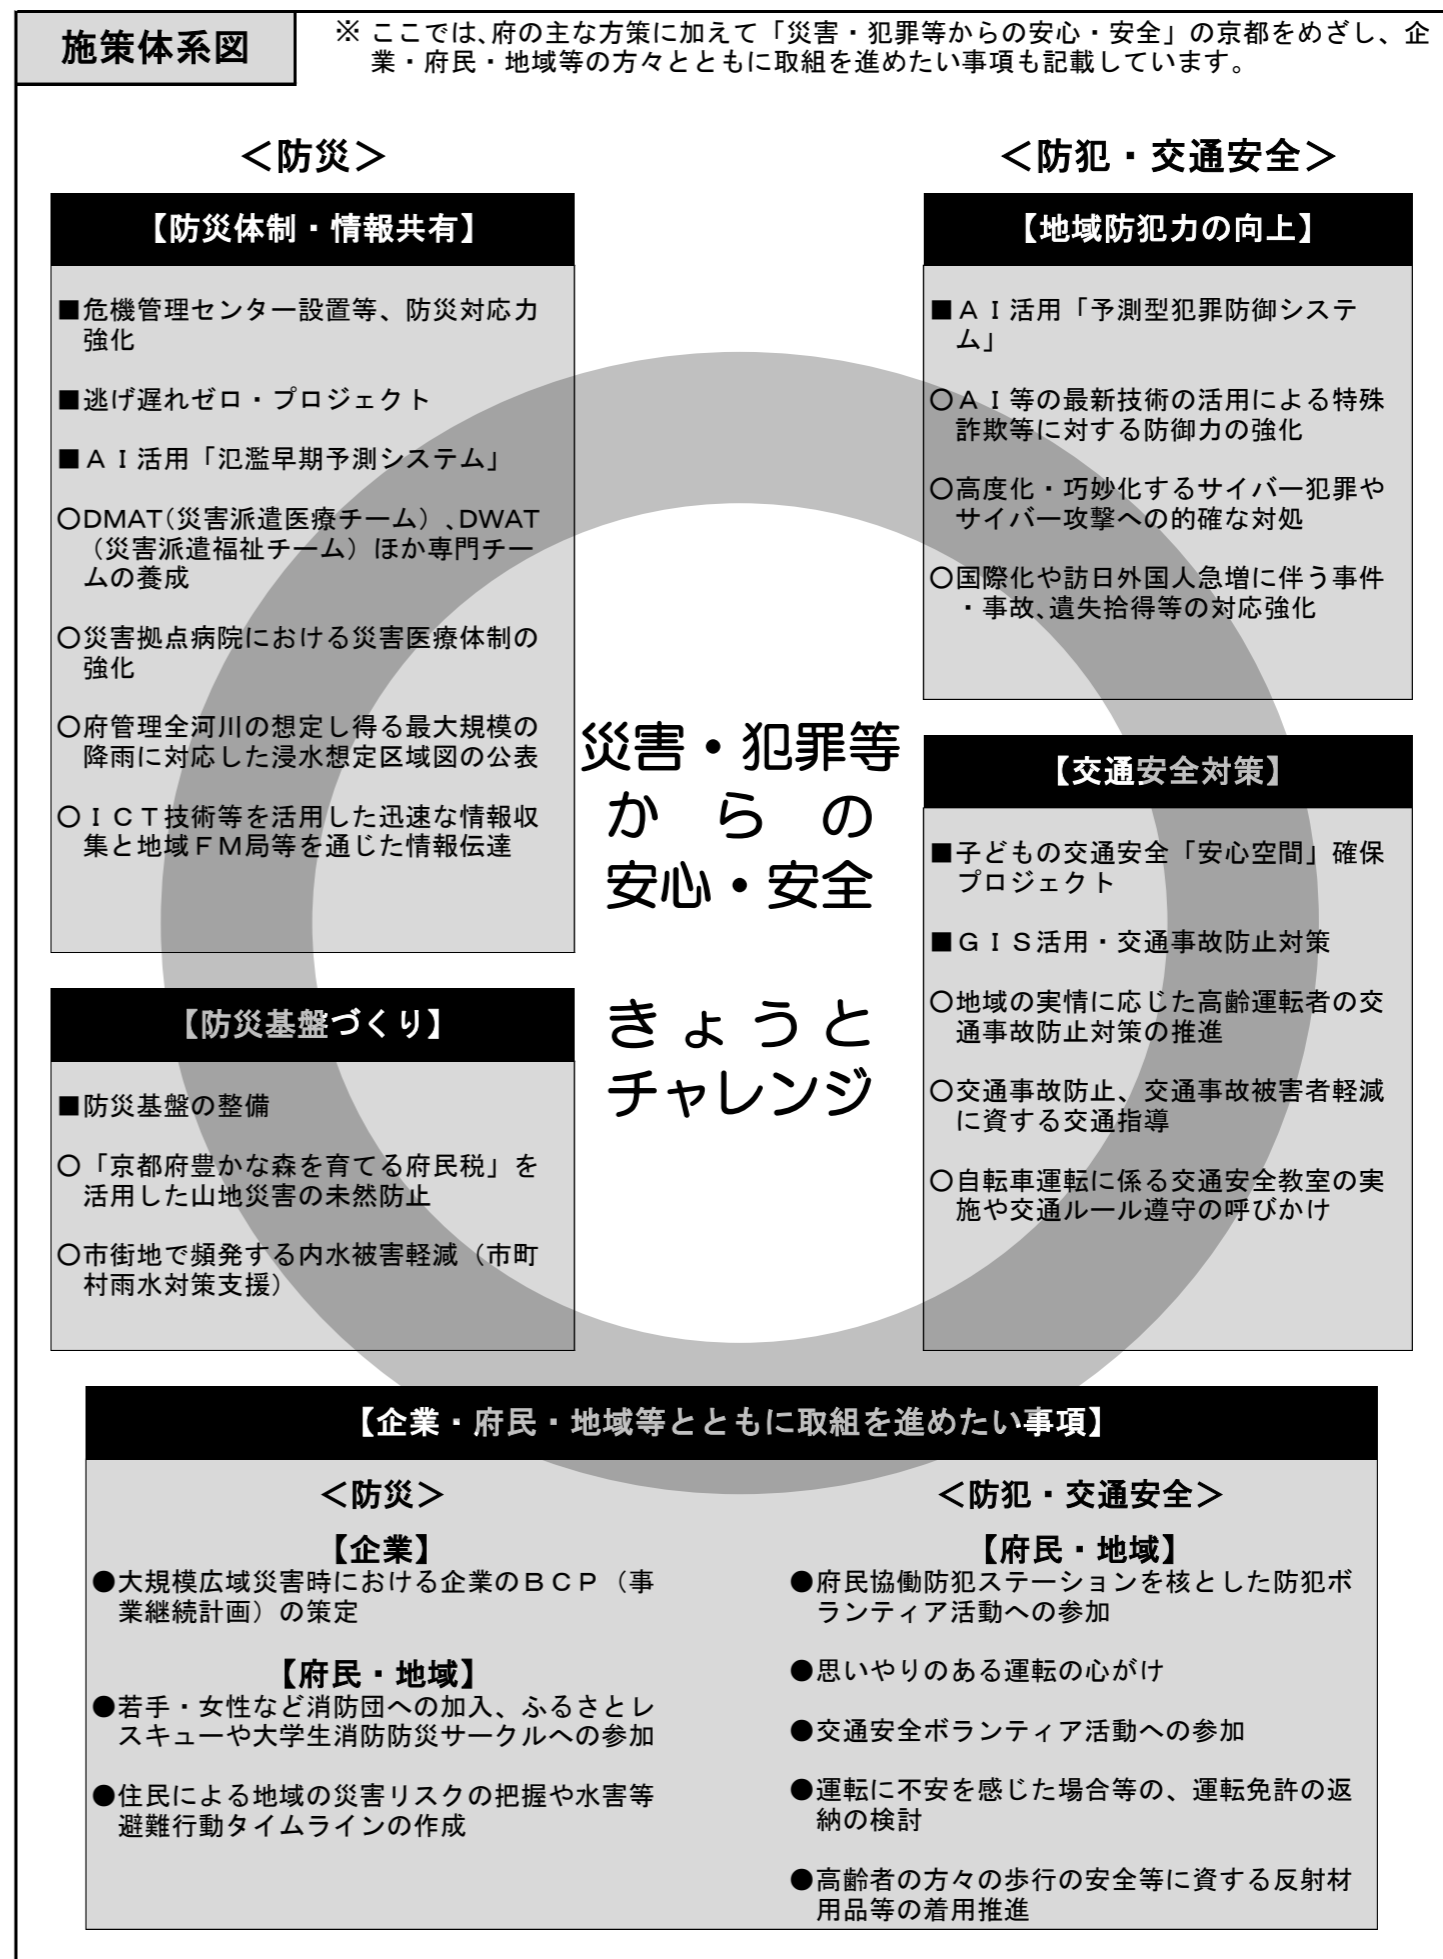 施策体系図
※ ここでは、府の主な方策に加えて「災害・犯罪等からの安心・安全」の京都をめざし、企
業・府民・地域等の方々とともに取組を進めたい事項も記載しています。
＜防災＞
【防災体制・情報共有】
■危機管理センター設置等、防災対応力
強化
■逃げ遅れゼロ・プロジェクト
■ＡＩ活用「氾濫早期予測システム」
○DMAT(災害派遣医療チーム）、DWAT
（災害派遣福祉チーム）ほか専門チー
ムの養成
○災害拠点病院における災害医療体制の
強化
○府管理全河川の想定し得る最大規模の
降雨に対応した浸水想定区域図の公表
○ＩＣＴ技術等を活用した迅速な情報収
集と地域ＦＭ局等を通じた情報伝達
【防災基盤づくり】
■防災基盤の整備
○「京都府豊かな森を育てる府民税」を
活用した山地災害の未然防止
○市街地で頻発する内水被害軽減（市町
村雨水対策支援）
災害・犯罪等
からの
安心・安全
きょうと
チャレンジ
＜防犯・交通安全＞
【地域防犯力の向上】
■ＡＩ活用「予測型犯罪防御システ
ム」
○ＡＩ等の最新技術の活用による特殊
詐欺等に対する防御力の強化
○高度化・巧妙化するサイバー犯罪や
サイバー攻撃への的確な対処
○国際化や訪日外国人急増に伴う事件
・事故、遺失拾得等の対応強化
【交通安全対策】
■子どもの交通安全「安心空間」確保
プロジェクト
■ＧＩＳ活用・交通事故防止対策
○地域の実情に応じた高齢運転者の交
通事故防止対策の推進
○交通事故防止、交通事故被害者軽減
に資する交通指導
○自転車運転に係る交通安全教室の実
施や交通ルール遵守の呼びかけ
【企業・府民・地域等とともに取組を進めたい事項】
＜防災＞
【企業】
●大規模広域災害時における企業のＢＣＰ（事
業継続計画）の策定
【府民・地域】
●若手・女性など消防団への加入、ふるさとレ
スキューや大学生消防防災サークルへの参加
●住民による地域の災害リスクの把握や水害等
避難行動タイムラインの作成
＜防犯・交通安全＞
【府民・地域】
●府民協働防犯ステーションを核とした防犯ボ
ランティア活動への参加
●思いやりのある運転の心がけ
●交通安全ボランティア活動への参加
●運転に不安を感じた場合等の、運転免許の返
納の検討
●高齢者の方々の歩行の安全等に資する反射材
用品等の着用推進